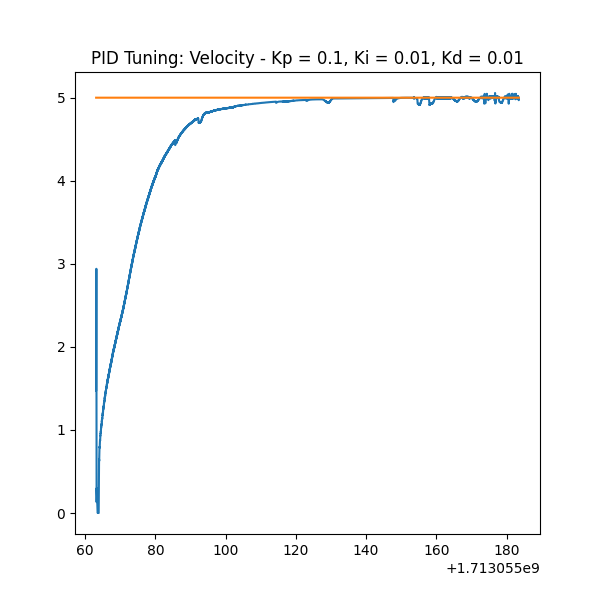 PID Tuning: Velocity - Kp = 0.1, Ki = 0.01, Kd = 0.01
5
4
3
2
1
0
60 80 100 120 140 160 180
+1.713055e9